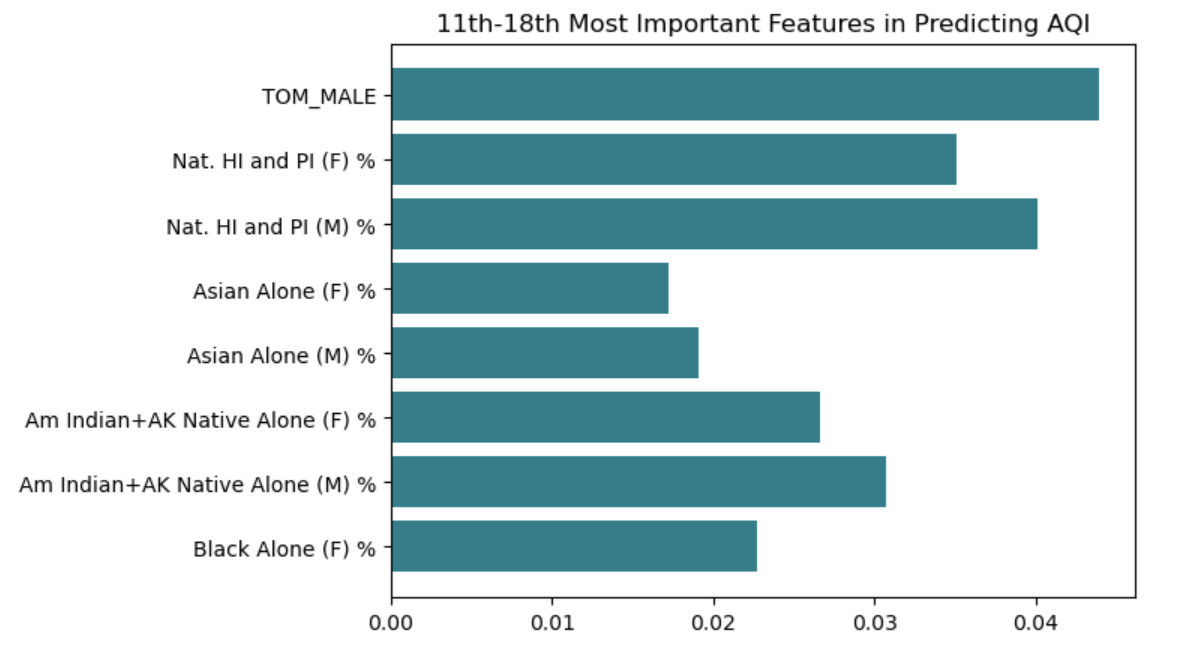 11th-18th Most Important Features in Predicting AQI
TOM_MALE
Nat. HI and PI (F) %
Nat. HI and PI (M) %
Asian Alone (F) %
Asian Alone (M) %
Am Indian+AK Native Alone (F) %
Am Indian+AK Native Alone (M) %
Black Alone (F) %
0.00 0.01 0.02 0.03 0.04